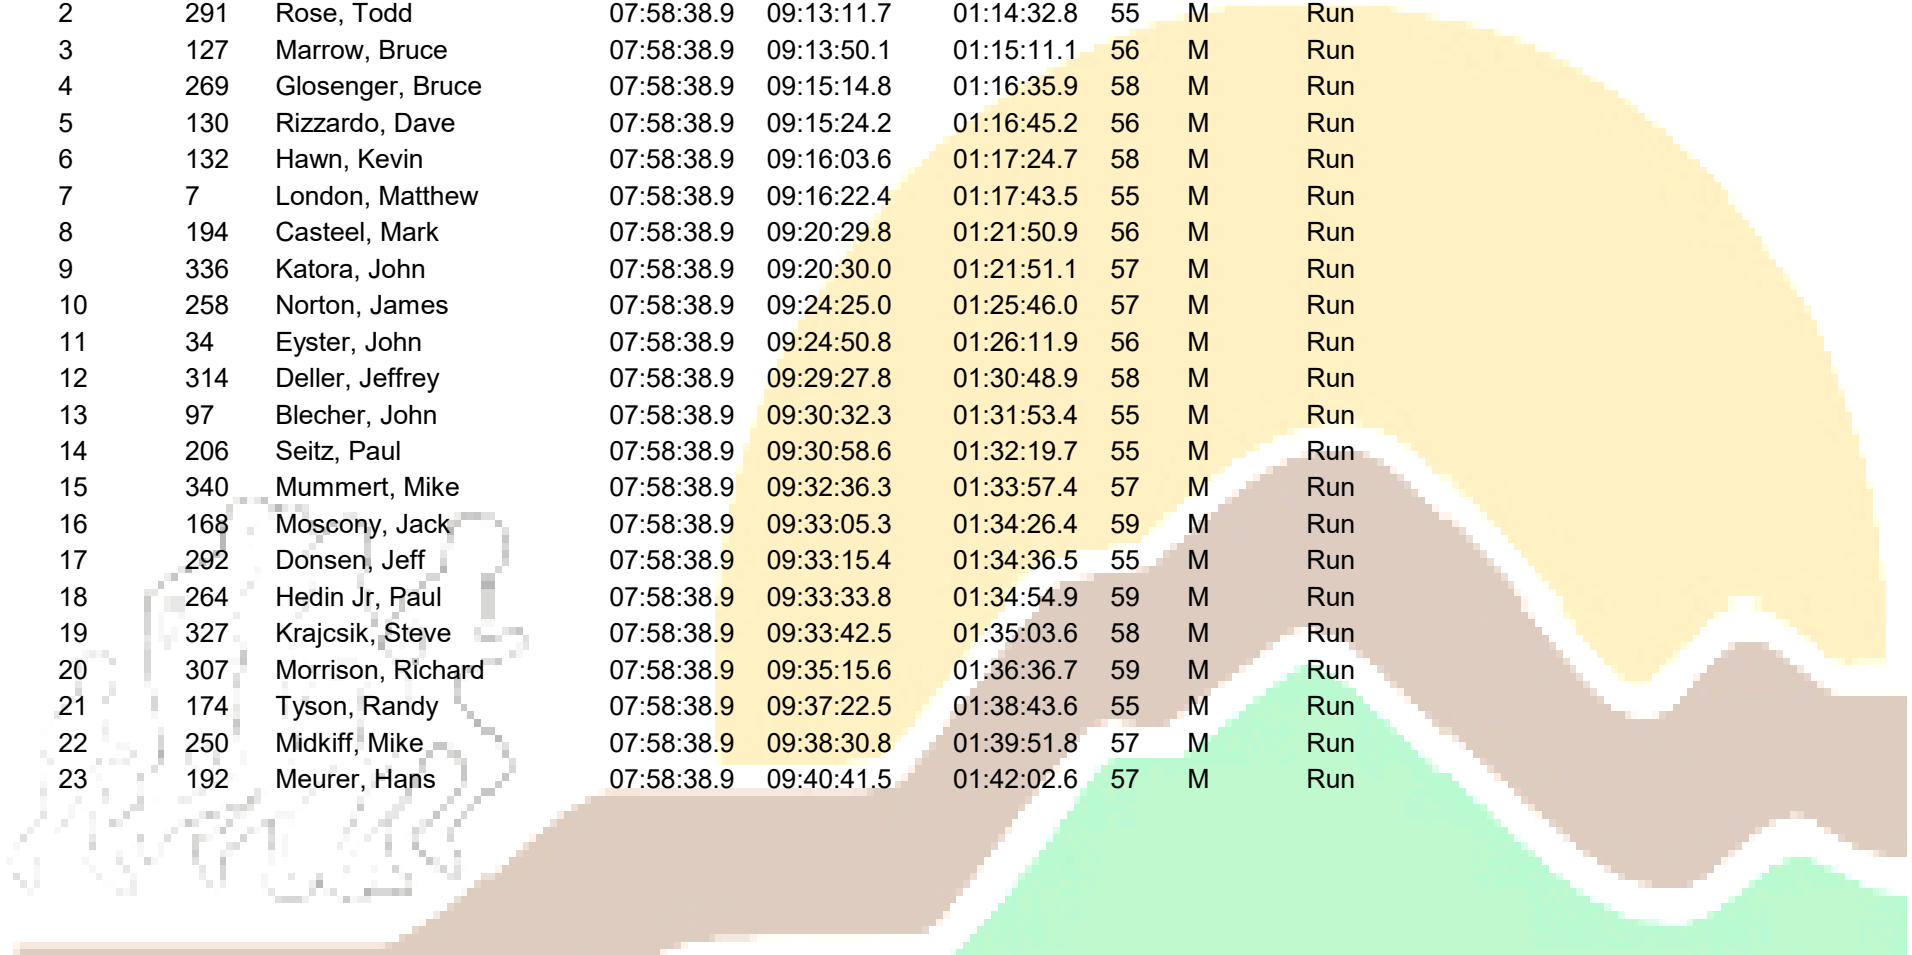 2 291 Rose, Todd 07:58:38.9 09:13:11.7 01:14:32.8 55 M Run
3 127 Marrow, Bruce 07:58:38.9 09:13:50.1 01:15:11.1 56 M Run
4 269 Glosenger, Bruce 07:58:38.9 09:15:14.8 01:16:35.9 58 M Run
5 130 Rizzardo, Dave 07:58:38.9 09:15:24.2 01:16:45.2 56 M Run
6 132 Hawn, Kevin 07:58:38.9 09:16:03.6 01:17:24.7 58 M Run
7 7 London, Matthew 07:58:38.9 09:16:22.4 01:17:43.5 55 M Run
8 194 Casteel, Mark 07:58:38.9 09:20:29.8 01:21:50.9 56 M Run
9 336 Katora, John 07:58:38.9 09:20:30.0 01:21:51.1 57 M Run
10 258 Norton, James 07:58:38.9 09:24:25.0 01:25:46.0 57 M Run
11 34 Eyster, John 07:58:38.9 09:24:50.8 01:26:11.9 56 M Run
12 314 Deller, Jeffrey 07:58:38.9 09:29:27.8 01:30:48.9 58 M Run
13 97 Blecher, John 07:58:38.9 09:30:32.3 01:31:53.4 55 M Run
14 206 Seitz, Paul 07:58:38.9 09:30:58.6 01:32:19.7 55 M Run
15 340 Mummert, Mike 07:58:38.9 09:32:36.3 01:33:57.4 57 M Run
16 168 Moscony, Jack 07:58:38.9 09:33:05.3 01:34:26.4 59 M Run
17 292 Donsen, Jeff 07:58:38.9 09:33:15.4 01:34:36.5 55 M Run
18 264 Hedin Jr, Paul 07:58:38.9 09:33:33.8 01:34:54.9 59 M Run
19 327 Krajcsik, Steve 07:58:38.9 09:33:42.5 01:35:03.6 58 M Run
20 307 Morrison, Richard 07:58:38.9 09:35:15.6 01:36:36.7 59 M Run
21 174 Tyson, Randy 07:58:38.9 09:37:22.5 01:38:43.6 55 M Run
22 250 Midkiff, Mike 07:58:38.9 09:38:30.8 01:39:51.8 57 M Run
23 192 Meurer, Hans 07:58:38.9 09:40:41.5 01:42:02.6 57 M Run